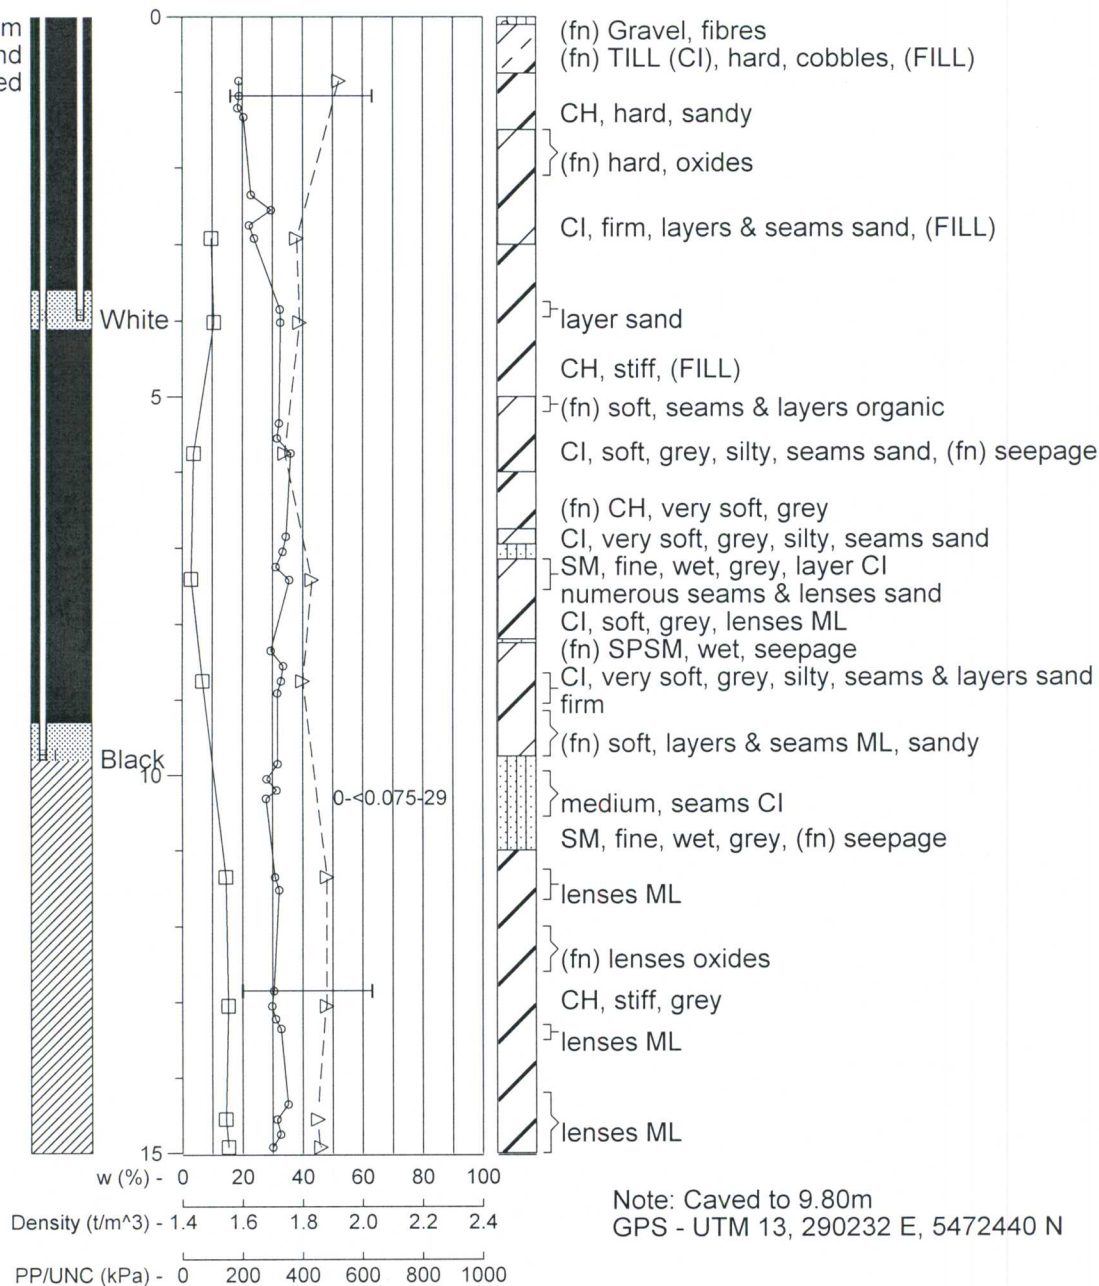 m
nd
ed
0
(fn) Gravel, fibres
(fn) TILL (CI), hard, cobbles, (FILL)
CH, hard, sandy
(fn) hard, oxides
CI, firm, layers & seams sand, (FILL)
White
layer sand
CH, stiff, (FILL)
5
(fn) soft, seams & layers organic
CI, soft, grey, silty, seams sand, (fn) seepage
(fn) CH, very soft, grey
CI, very soft, grey, silty, seams sand
SM, fine, wet, grey, layer CI
numerous seams & lenses sand
CI, soft, grey, lenses ML
(fn) SPSM, wet, seepage
CI, very soft, grey, silty, seams & layers sand
firm
(fn) soft, layers & seams ML, sandy
Black
10
0-<0.075-29
medium, seams CI
SM, fine, wet, grey, (fn) seepage
lenses ML
(fn) lenses oxides
CH, stiff, grey
lenses ML
lenses ML
15
w (%) - 0 20 40 60 80 100
Density (t/m^3) - 1.4 1.6 1.8 2.0 2.2 2.4
PP/UNC (kPa) - 0 200 400 600 800 1000
Note: Caved to 9.80m
GPS - UTM 13, 290232 E, 5472440 N